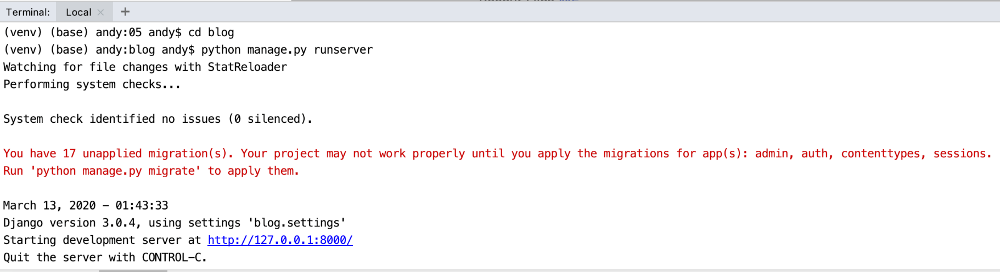 Terminal: Local × +
(venv) (base) andy:05 andy$ cd blog
(venv) (base) andy:blog andy$ python manage.py runserver
Watching for file changes with StatReloader
Performing system checks...
System check identified no issues (0 silenced).
You have 17 unapplied migration(s). Your project may not work properly until you apply the migrations for app(s): admin, auth, contenttypes, sessions.
Run 'python manage.py migrate' to apply them.
March 13, 2020 - 01:43:33
Django version 3.0.4, using settings 'blog.settings'
Starting development server at http://127.0.0.1:8000/
Quit the server with CONTROL-C.